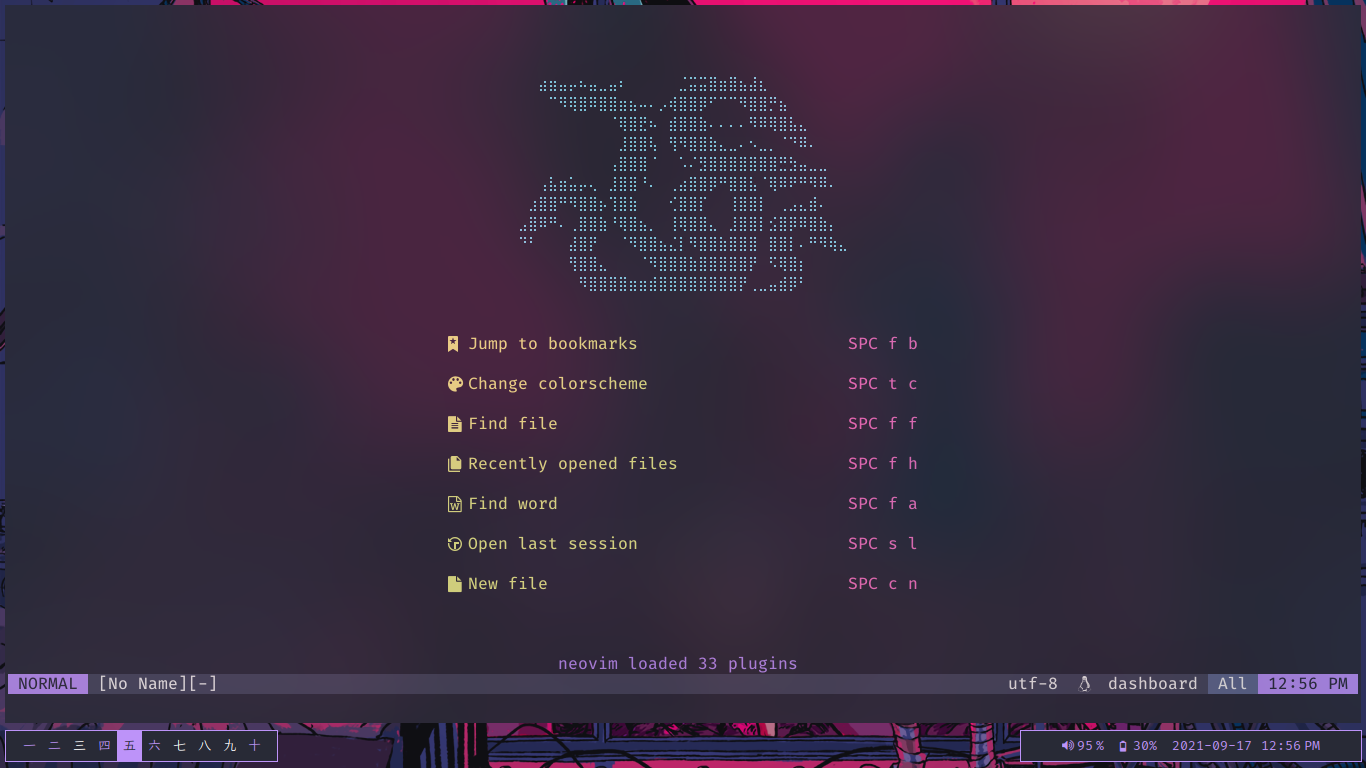 Jump to bookmarks SPC f b
Change colorscheme SPC t c
Find file SPC f f
Recently opened files SPC f h
Find word SPC f a
Open last session SPC s l
New file SPC c n
neovim loaded 33 plugins
NORMAL [No Name][-] utf-8 dashboard All 12:56 PM
一 二 三 四 五 六 七 八 九 十 95% 30% 2021-09-17 12:56 PM